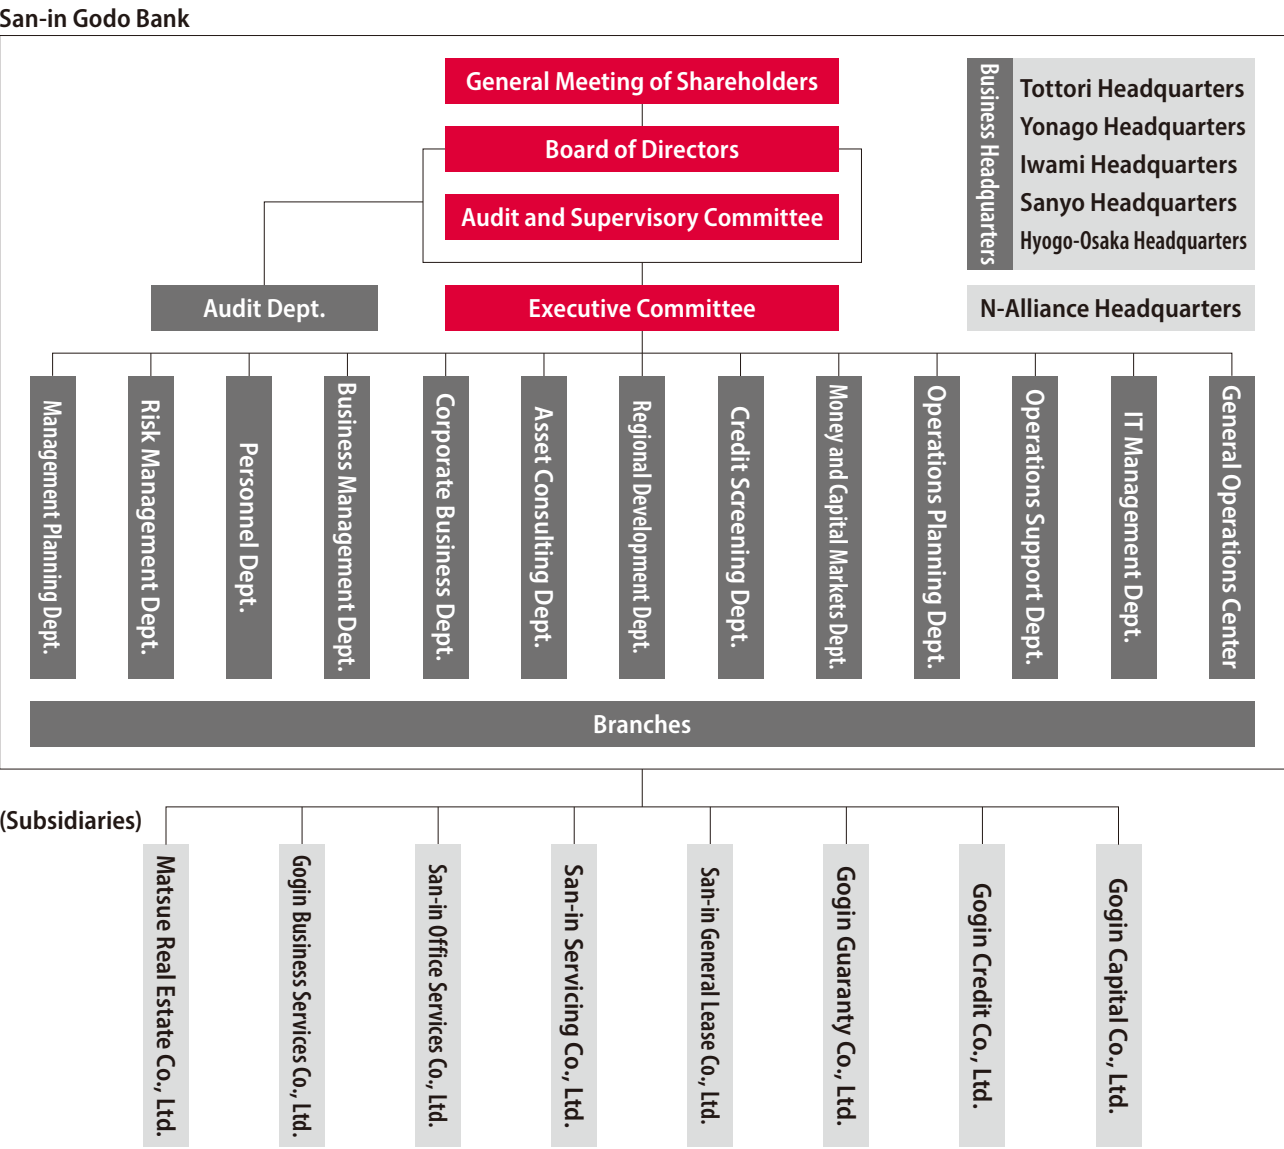 San-in Godo Bank
General Meeting of Shareholders
Board of Directors
Audit and Supervisory Committee
Audit Dept.
Executive Committee
Business Headquarters
Tottori Headquarters
Yonago Headquarters
Iwami Headquarters
Sanyo Headquarters
Hyogo-Osaka Headquarters
N-Alliance Headquarters
Management Planning Dept.
Risk Management Dept.
Personnel Dept.
Business Management Dept.
Corporate Business Dept.
Asset Consulting Dept.
Regional Development Dept.
Credit Screening Dept.
Money and Capital Markets Dept.
Operations Planning Dept.
Operations Support Dept.
IT Management Dept.
General Operations Center
Branches
(Subsidiaries)
Matsue Real Estate Co., Ltd.
Gogin Business Services Co., Ltd.
San-in Office Services Co., Ltd.
San-in Servicing Co., Ltd.
San-in General Lease Co., Ltd.
Gogin Guaranty Co., Ltd.
Gogin Credit Co., Ltd.
Gogin Capital Co., Ltd.